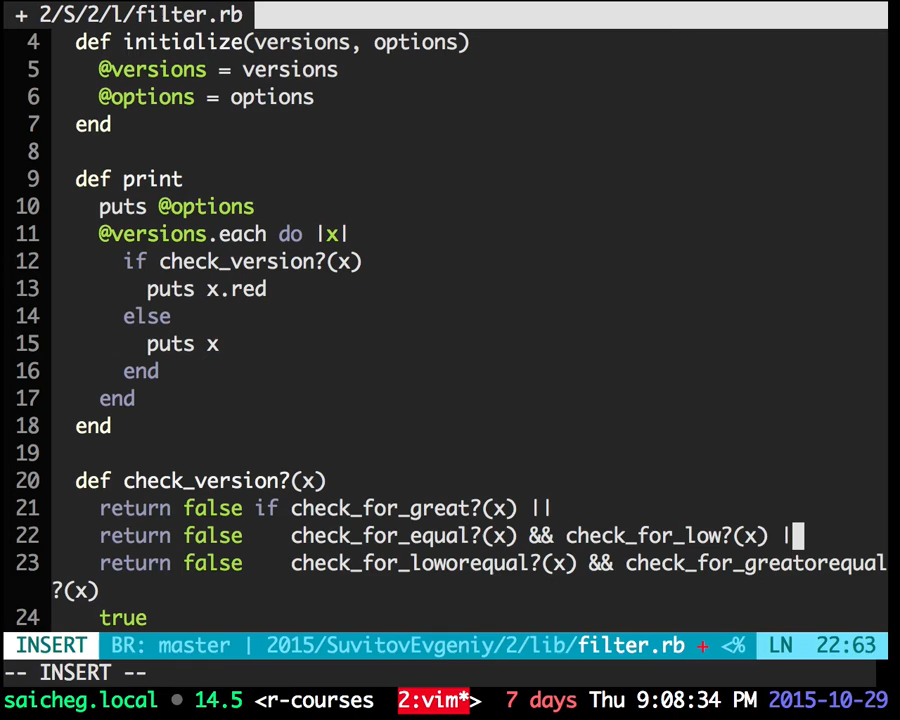 + 2/S/2/l/filter.rb
4 def initialize(versions, options)
5 @versions = versions
6 @options = options
7 end
8
9 def print
10 puts @options
11 @versions.each do |x|
12 if check_version?(x)
13 puts x.red
14 else
15 puts x
16 end
17 end
18 end
19
20 def check_version?(x)
21 return false if check_for_great?(x) ||
22 return false check_for_equal?(x) && check_for_low?(x) |
23 return false check_for_loworequal?(x) && check_for_greatorequal
?(x)
24 true
INSERT BR: master | 2015/SuvitovEvgeniy/2/lib/filter.rb + <% LN 22:63
-- INSERT --
saicheg.local ● 14.5 <r-courses 2:vim*> 7 days Thu 9:08:34 PM 2015-10-29